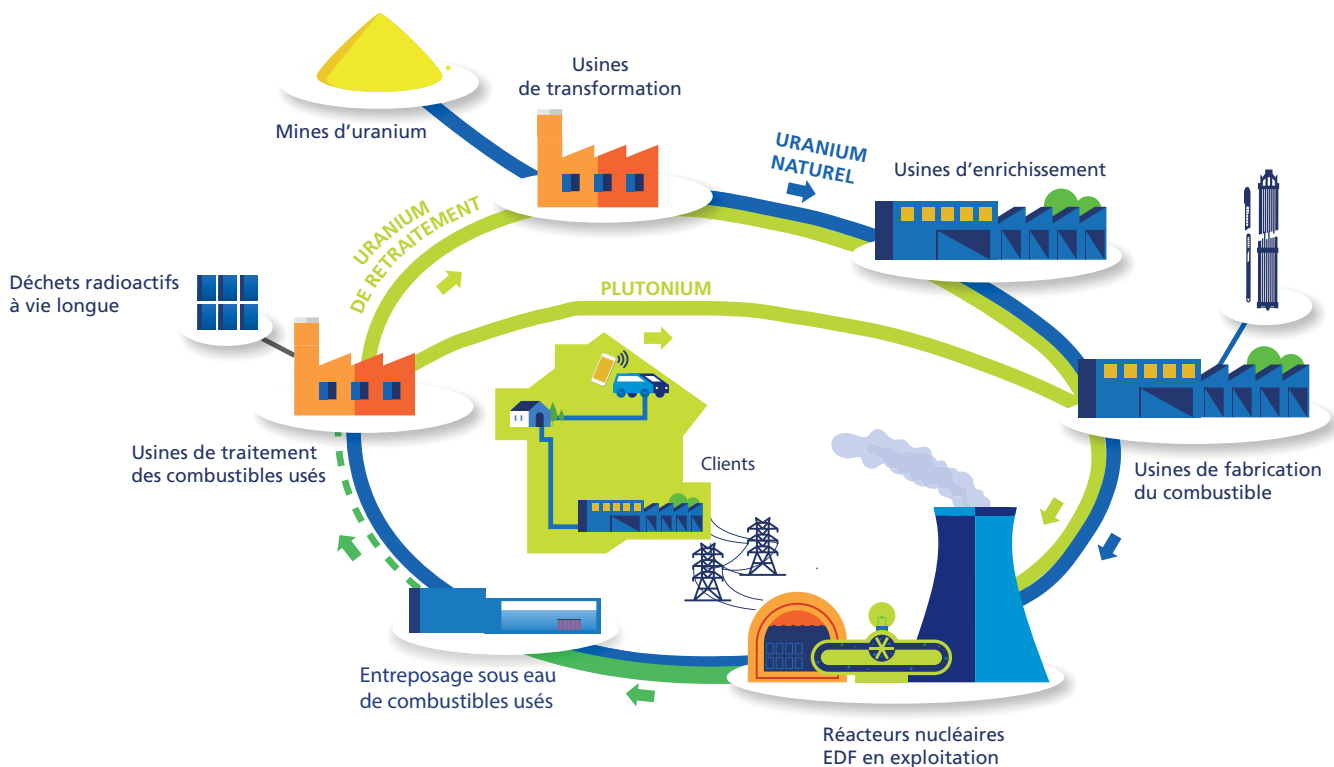 Usines
de transformation
Mines d'uranium
URANIUM
NATUREL
Usines d'enrichissement
URANIUM
DE RETRAITEMENT
Déchets radioactifs
à vie longue
PLUTONIUM
Usines de traitement
des combustibles usés
Clients
Usines de fabrication
du combustible
Entreposage sous eau
de combustibles usés
Réacteurs nucléaires
EDF en exploitation